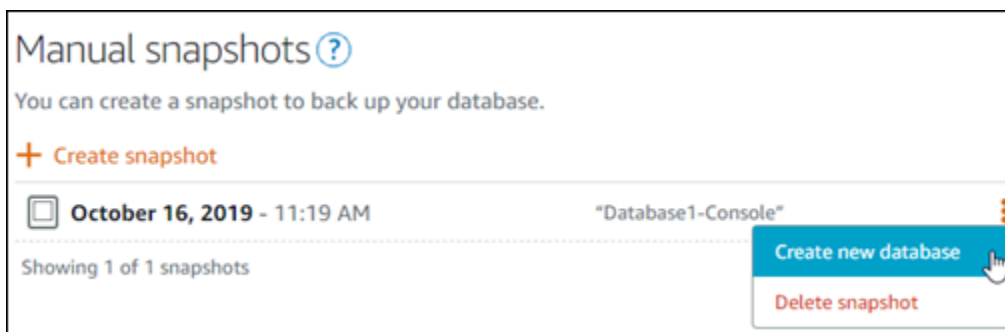 Manual snapshots ?
You can create a snapshot to back up your database.
+ Create snapshot
October 16, 2019 - 11:19 AM "Database1-Console"
Create new database
Showing 1 of 1 snapshots
Delete snapshot